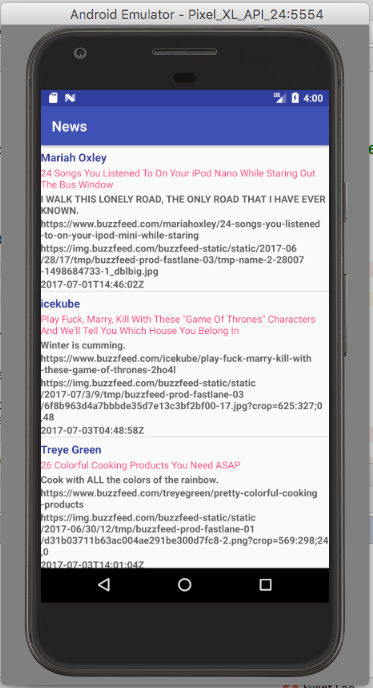 Android Emulator - Pixel_XL_API_24:5554
LTE 4:00
News
Mariah Oxley
24 Songs You Listened To On Your iPod Nano While Staring Out
The Bus Window
I WALK THIS LONELY ROAD, THE ONLY ROAD THAT I HAVE EVER
KNOWN.
https://www.buzzfeed.com/mariahoxley/24-songs-you-listened
-to-on-your-ipod-mini-while-staring
https://img.buzzfeed.com/buzzfeed-static/static/2017-06
/28/17/tmp/buzzfeed-prod-fastlane-03/tmp-name-2-28007
-1498684733-1_dblbig.jpg
2017-07-01T14:46:02Z
icekube
Play Fuck, Marry, Kill With These "Game Of Thrones" Characters
And We'll Tell You Which House You Belong In
Winter is cumming.
https://www.buzzfeed.com/icekube/play-fuck-marry-kill-with
-these-game-of-thrones-2ho4l
https://img.buzzfeed.com/buzzfeed-static/static
/2017-07/3/9/tmp/buzzfeed-prod-fastlane-03
/6f8b963d4a7bbbde35d7e13c3bf2bf00-17.jpg?crop=625:327;0
,48
2017-07-03T04:48:58Z
Treye Green
26 Colorful Cooking Products You Need ASAP
Cook with ALL the colors of the rainbow.
https://www.buzzfeed.com/treyegreen/pretty-colorful-cooking
-products
https://img.buzzfeed.com/buzzfeed-static/static
/2017-06/30/12/tmp/buzzfeed-prod-fastlane-01
/d31b03711b63ac004ae291be300d7fc8-2.png?crop=569:298;24
,0
2017-07-03T14:01:04Z
Event Log